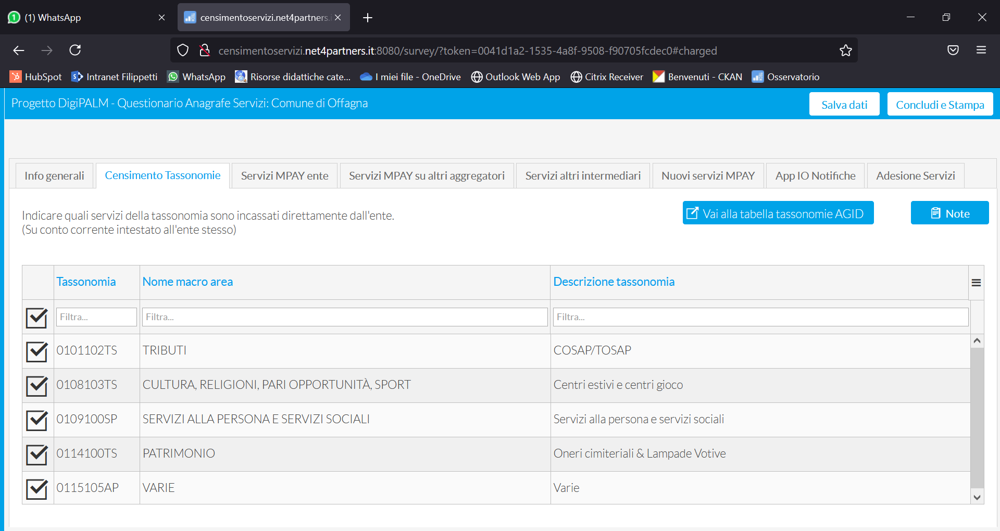 1 (1) WhatsApp
censimentoservizi.net4partners.i
censimentoservizi.net4partners.it:8080/survey/?token=0041d1a2-1535-4a8f-9508-f90705fcdec0#charged
HubSpot Intranet Filippetti WhatsApp Risorse didattiche cate... I miei file - OneDrive Outlook Web App Citrix Receiver Benvenuti - CKAN Osservatorio
Progetto DigiPALM - Questionario Anagrafe Servizi: Comune di Offagna
Salva dati Concludi e Stampa
Info generali Censimento Tassonomie Servizi MPAY ente Servizi MPAY su altri aggregatori Servizi altri intermediari Nuovi servizi MPAY App IO Notifiche Adesione Servizi
Indicare quali servizi della tassonomia sono incassati direttamente dall'ente.
(Su conto corrente intestato all'ente stesso)
Vai alla tabella tassonomie AGID Note
Tassonomia Nome macro area Descrizione tassonomia
Filtra... Filtra... Filtra...
0101102TS TRIBUTI COSAP/TOSAP
0108103TS CULTURA, RELIGIONI, PARI OPPORTUNITÀ, SPORT Centri estivi e centri gioco
0109100SP SERVIZI ALLA PERSONA E SERVIZI SOCIALI Servizi alla persona e servizi sociali
0114100TS PATRIMONIO Oneri cimiteriali & Lampade Votive
0115105AP VARIE Varie